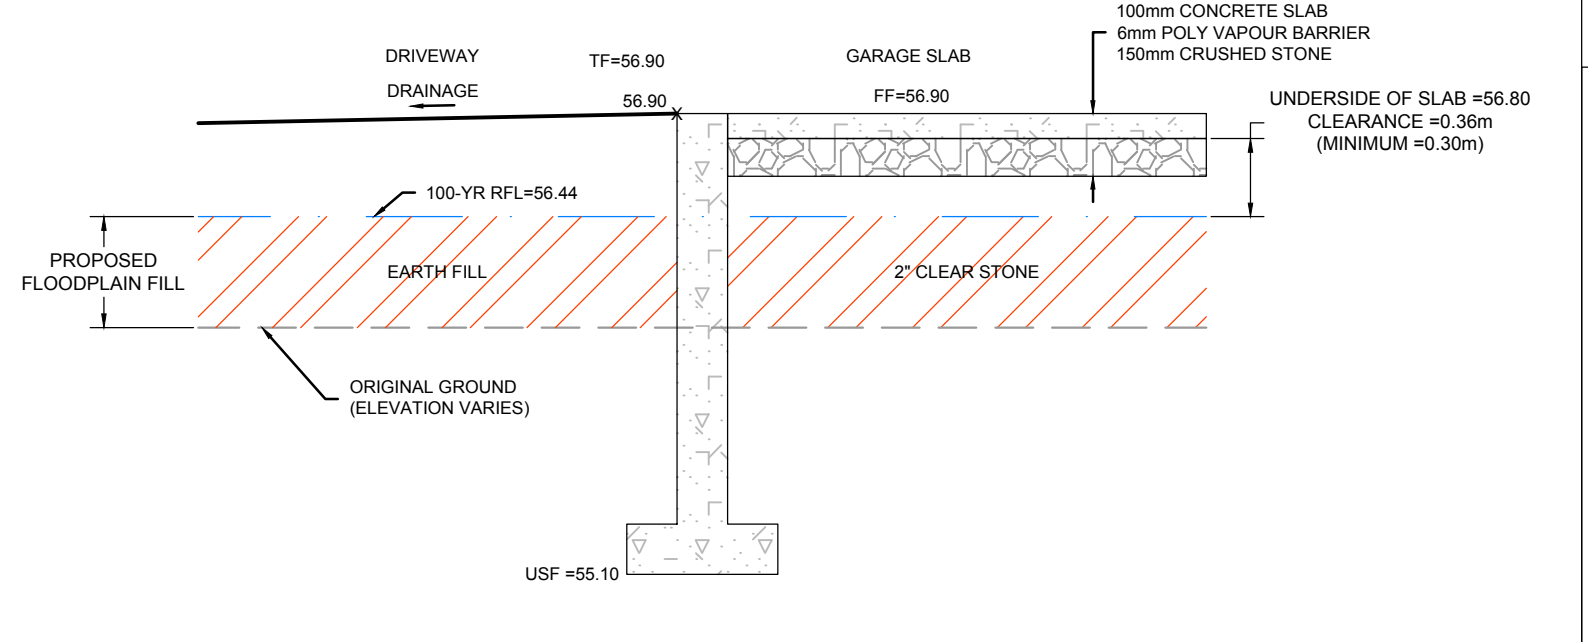 100mm CONCRETE SLAB
6mm POLY VAPOUR BARRIER
150mm CRUSHED STONE
DRIVEWAY
TF=56.90
GARAGE SLAB
DRAINAGE
56.90
FF=56.90
UNDERSIDE OF SLAB =56.80
CLEARANCE =0.36m
(MINIMUM =0.30m)
100-YR RFL=56.44
PROPOSED
FLOODPLAIN FILL
EARTH FILL
2" CLEAR STONE
ORIGINAL GROUND
(ELEVATION VARIES)
USF =55.10